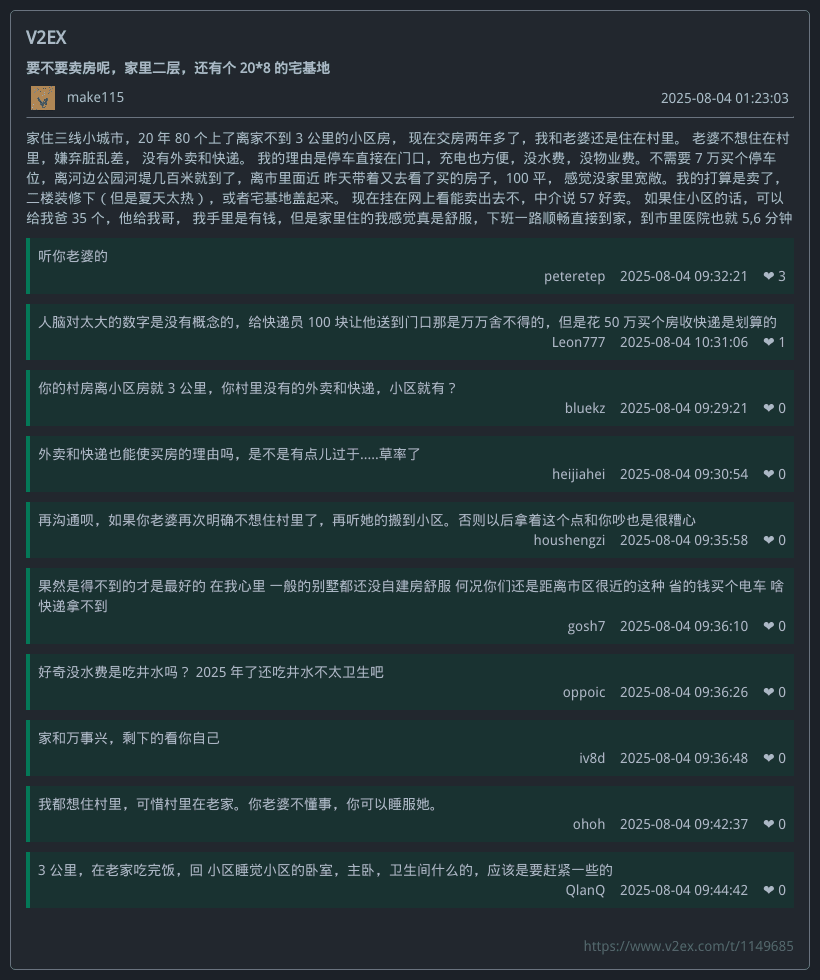 V2EX
要不要卖房呢，家里二层，还有个 20*8 的宅基地
make115
2025-08-04 01:23:03
家住三线小城市，20 年 80 个上了离家不到 3 公里的小区房， 现在交房两年多了，我和老婆还是住在村里。 老婆不想住在村
里，嫌弃脏乱差， 没有外卖和快递。 我的理由是停车直接在门口，充电也方便，没水费，没物业费。不需要 7 万买个停车
位，离河边公园河堤几百米就到了，离市里面近 昨天带着又去看了买的房子，100 平， 感觉没家里宽敞。我的打算是卖了，
二楼装修下（但是夏天太热 ），或者宅基地盖起来。 现在挂在网上看能卖出去不，中介说 57 好卖。 如果住小区的话，可以
给我爸 35 个，他给我哥， 我手里是有钱，但是家里住的我感觉真是舒服，下班一路顺畅直接到家，到市里医院也就 5,6 分钟
听你老婆的
peteretep 2025-08-04 09:32:21 ❤ 3
人脑对太大的数字是没有概念的，给快递员 100 块让他送到门口那是万万舍不得的，但是花 50 万买个房收快递是划算的
Leon777 2025-08-04 10:31:06 ❤ 1
你的村房离小区房就 3 公里，你村里没有的外卖和快递，小区就有？
bluekz 2025-08-04 09:29:21 ❤ 0
外卖和快递也能使买房的理由吗，是不是有点儿过于.....草率了
heijiahei 2025-08-04 09:30:54 ❤ 0
再沟通呗，如果你老婆再次明确不想住村里了，再听她的搬到小区。否则以后拿着这个点和你吵也是很糟心
houshengzi 2025-08-04 09:35:58 ❤ 0
果然是得不到的才是最好的 在我心里 一般的别墅都还没自建房舒服 何况你们还是距离市区很近的这种 省的钱买个电车 啥
快递拿不到
gosh7 2025-08-04 09:36:10 ❤ 0
好奇没水费是吃井水吗？ 2025 年了还吃井水不太卫生吧
oppoic 2025-08-04 09:36:26 ❤ 0
家和万事兴，剩下的看你自己
iv8d 2025-08-04 09:36:48 ❤ 0
我都想住村里，可惜村里在老家。你老婆不懂事，你可以睡服她。
ohoh 2025-08-04 09:42:37 ❤ 0
3 公里，在老家吃完饭，回 小区睡觉小区的卧室，主卧，卫生间什么的，应该是要赶紧一些的
QlanQ 2025-08-04 09:44:42 ❤ 0
https://www.v2ex.com/t/1149685